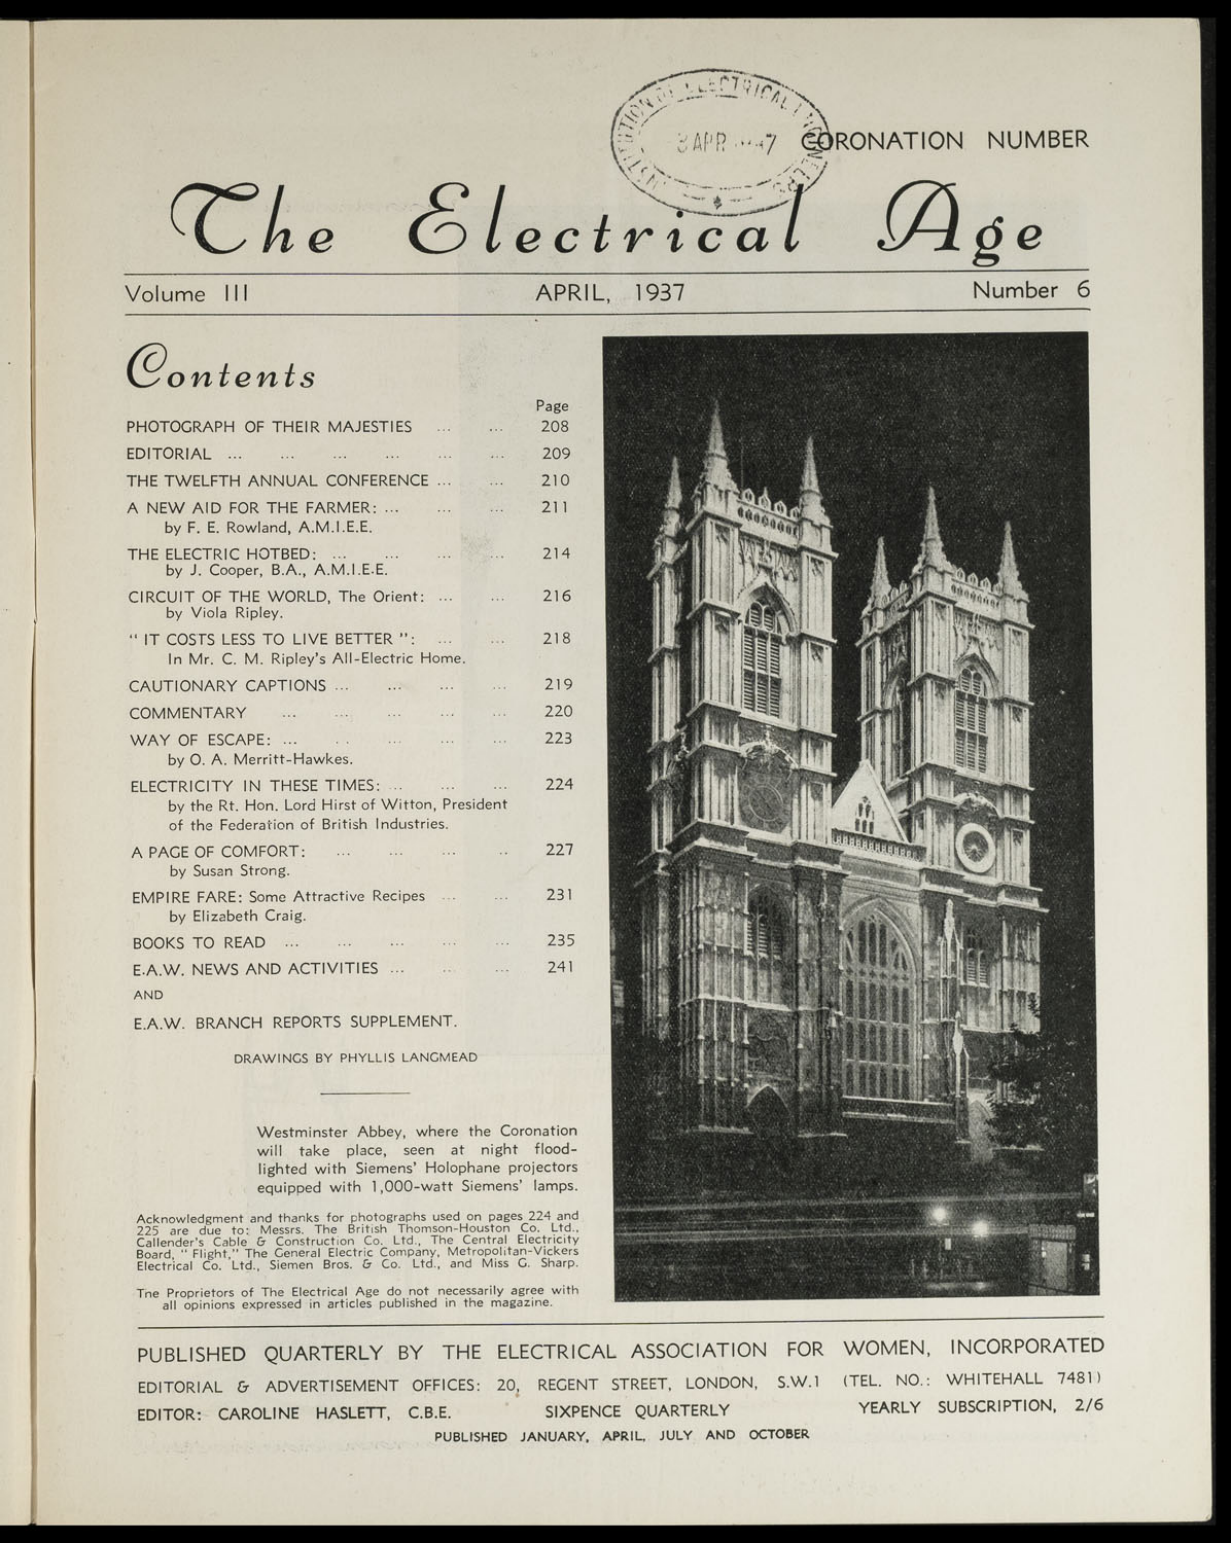 INSTITUTION OF ELECTRICAL ENGINEERS
APR
CORONATION NUMBER
The Electrical Age
Volume III APRIL, 1937 Number 6
Contents
Page
PHOTOGRAPH OF THEIR MAJESTIES ... ... 208
EDITORIAL ... ... ... ... ... ... 209
THE TWELFTH ANNUAL CONFERENCE ... ... 210
A NEW AID FOR THE FARMER: ... ... ... 211
by F. E. Rowland, A.M.I.E.E.
THE ELECTRIC HOTBED: ... ... ... ... 214
by J. Cooper, B.A., A.M.I.E.E.
CIRCUIT OF THE WORLD, The Orient: ... ... 216
by Viola Ripley.
“ IT COSTS LESS TO LIVE BETTER ”: ... ... 218
In Mr. C. M. Ripley's All-Electric Home.
CAUTIONARY CAPTIONS ... ... ... ... 219
COMMENTARY ... ... ... ... ... 220
WAY OF ESCAPE: ... ... ... ... ... 223
by O. A. Merritt-Hawkes.
ELECTRICITY IN THESE TIMES: ... ... ... 224
by the Rt. Hon. Lord Hirst of Witton, President
of the Federation of British Industries.
A PAGE OF COMFORT: ... ... ... .. 227
by Susan Strong.
EMPIRE FARE: Some Attractive Recipes ... ... 231
by Elizabeth Craig.
BOOKS TO READ ... ... ... ... ... 235
E.A.W. NEWS AND ACTIVITIES ... ... ... 241
AND
E.A.W. BRANCH REPORTS SUPPLEMENT.
DRAWINGS BY PHYLLIS LANGMEAD
Westminster Abbey, where the Coronation
will take place, seen at night flood-
lighted with Siemens' Holophane projectors
equipped with 1,000-watt Siemens' lamps.
Acknowledgment and thanks for photographs used on pages 224 and
225 are due to: Messrs. The British Thomson-Houston Co. Ltd.,
Callender's Cable & Construction Co. Ltd., The Central Electricity
Board, “ Flight,” The General Electric Company, Metropolitan-Vickers
Electrical Co. Ltd., Siemen Bros. & Co. Ltd., and Miss G. Sharp.
The Proprietors of The Electrical Age do not necessarily agree with
all opinions expressed in articles published in the magazine.
PUBLISHED QUARTERLY BY THE ELECTRICAL ASSOCIATION FOR WOMEN, INCORPORATED
EDITORIAL & ADVERTISEMENT OFFICES: 20, REGENT STREET, LONDON, S.W.1 (TEL. NO.: WHITEHALL 7481)
EDITOR: CAROLINE HASLETT, C.B.E. SIXPENCE QUARTERLY YEARLY SUBSCRIPTION, 2/6
PUBLISHED JANUARY, APRIL, JULY AND OCTOBER